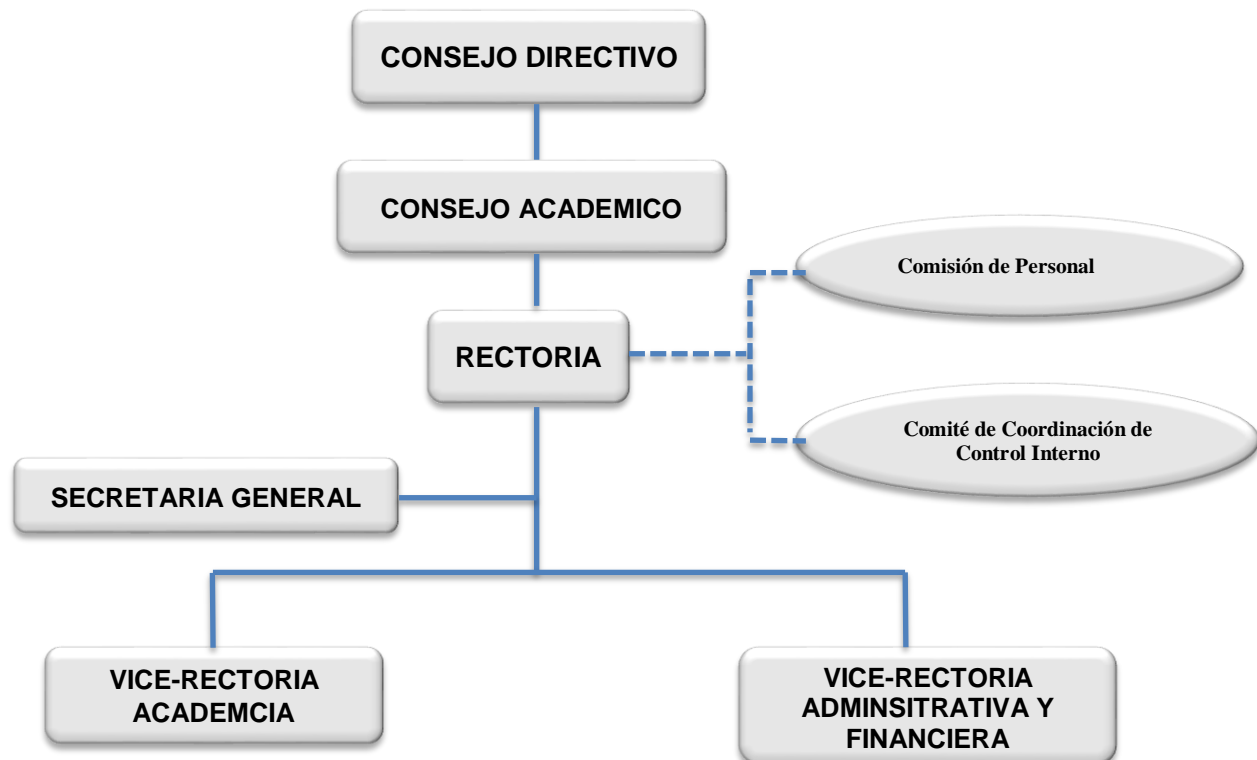 CONSEJO DIRECTIVO
CONSEJO ACADEMICO
Comisión de Personal
RECTORIA
Comité de Coordinación de
Control Interno
SECRETARIA GENERAL
VICE-RECTORIA
ACADEMCIA
VICE-RECTORIA
ADMINSITRATIVA Y
FINANCIERA